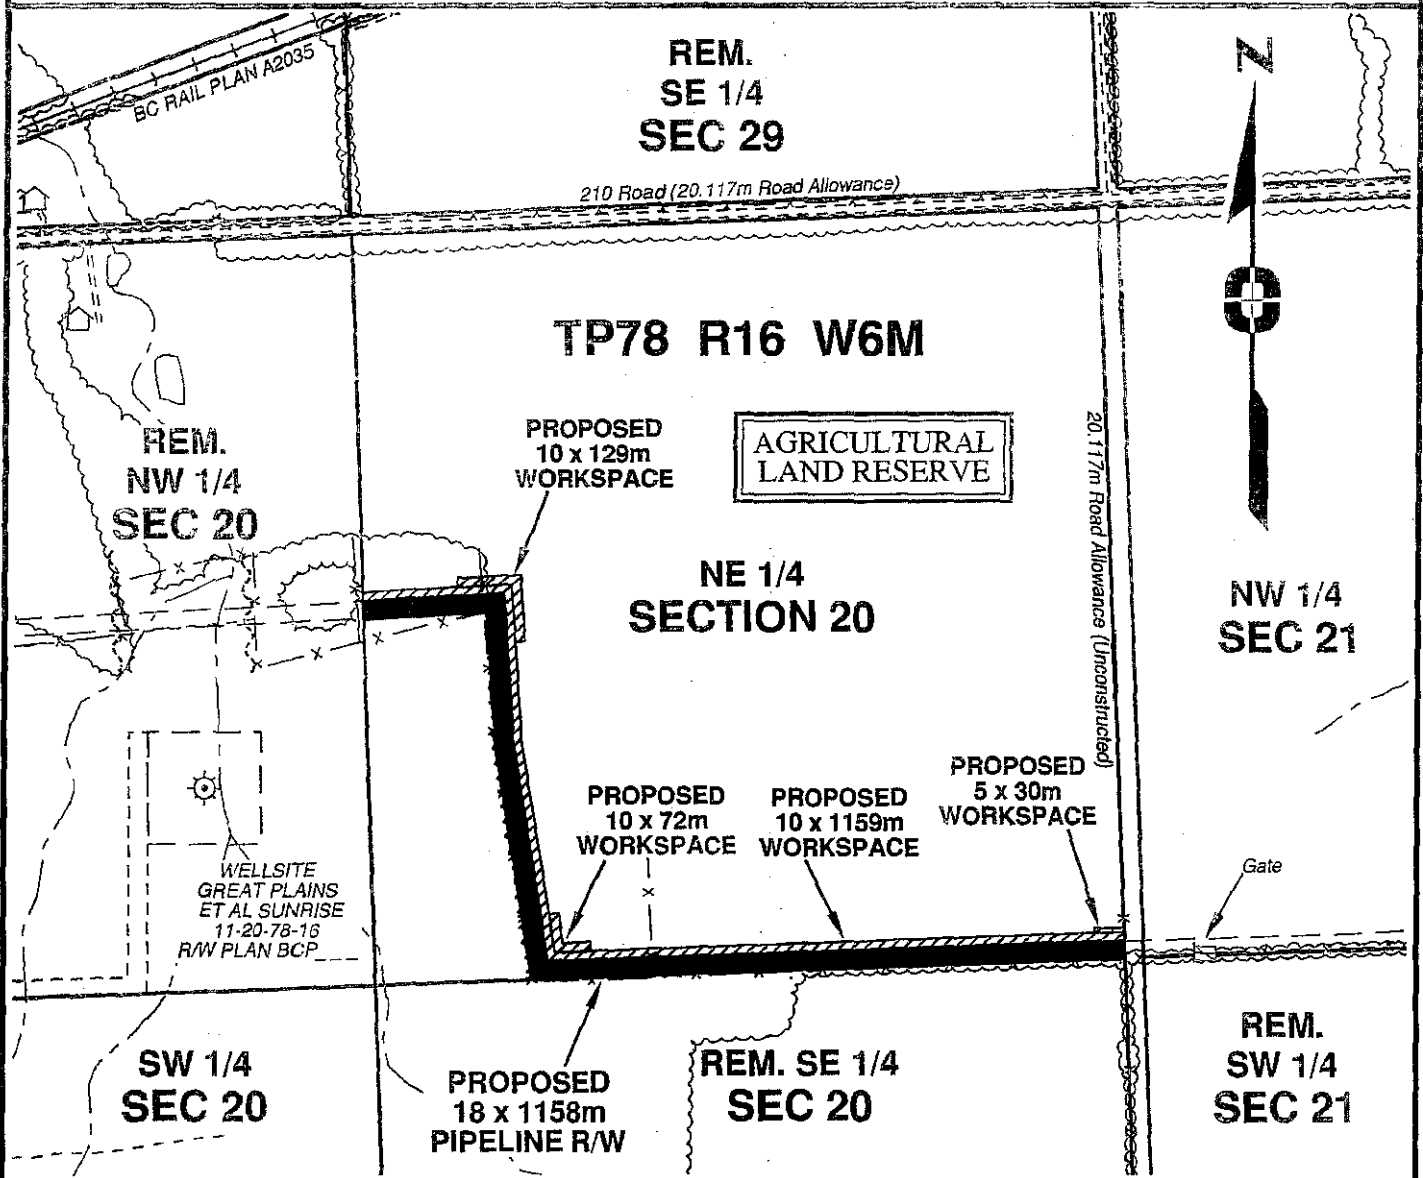 BC RAIL PLAN A2035
REM.
SE 1/4
SEC 29
N
210 Road (20.117m Road Allowance)
TP78 R16 W6M
PROPOSED
10 x 129m
WORKSPACE
AGRICULTURAL
LAND RESERVE
REM.
NW 1/4
SEC 20
20.117m Road Allowance (Unconstructed)
NE 1/4
SECTION 20
NW 1/4
SEC 21
PROPOSED
10 x 72m
WORKSPACE
PROPOSED
10 x 1159m
WORKSPACE
PROPOSED
5 x 30m
WORKSPACE
WELLSITE
GREAT PLAINS
ET AL SUNRISE
11-20-78-16
R/W PLAN BCP____
Gate
SW 1/4
SEC 20
PROPOSED
18 x 1158m
PIPELINE R/W
REM. SE 1/4
SEC 20
REM.
SW 1/4
SEC 21